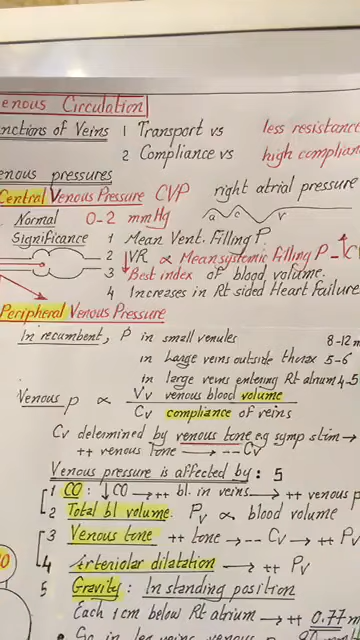 enous Circulation
nctions of Veins 1 Transport vs less resistanc
2 Compliance vs high complian
enous pressures
Central Venous Pressure CVP right atrial pressure
Normal 0-2 mmHg a c v
Significance 1 Mean Vent. Filling P
2 ↓VR ∝ Mean systemic Filling P - ↑C
3 Best index of blood volume.
4 Increases in Rt sided Heart Failure
Peripheral Venous Pressure
In recumbent, P in small venules 8-12 m
in Large veins outside thorax 5-6
in large veins entering Rt atrium 4-5
Venous p ∝ Vv venous blood volume
Cv compliance of veins
Cv determined by venous tone eg symp stim →
++ venous tone → -- Cv
Venous pressure is affected by : 5
1 CO : ↓CO → ++ bl. in veins → ++ venous p
2 Total bl volume. Pv ∝ blood volume
3 Venous tone ++ tone → -- Cv → ++ Pv
4 Arteriolar dilatation → ++ Pv
5 Gravity : In standing position
Each 1 cm below Rt atrium → ++ 0.77 m